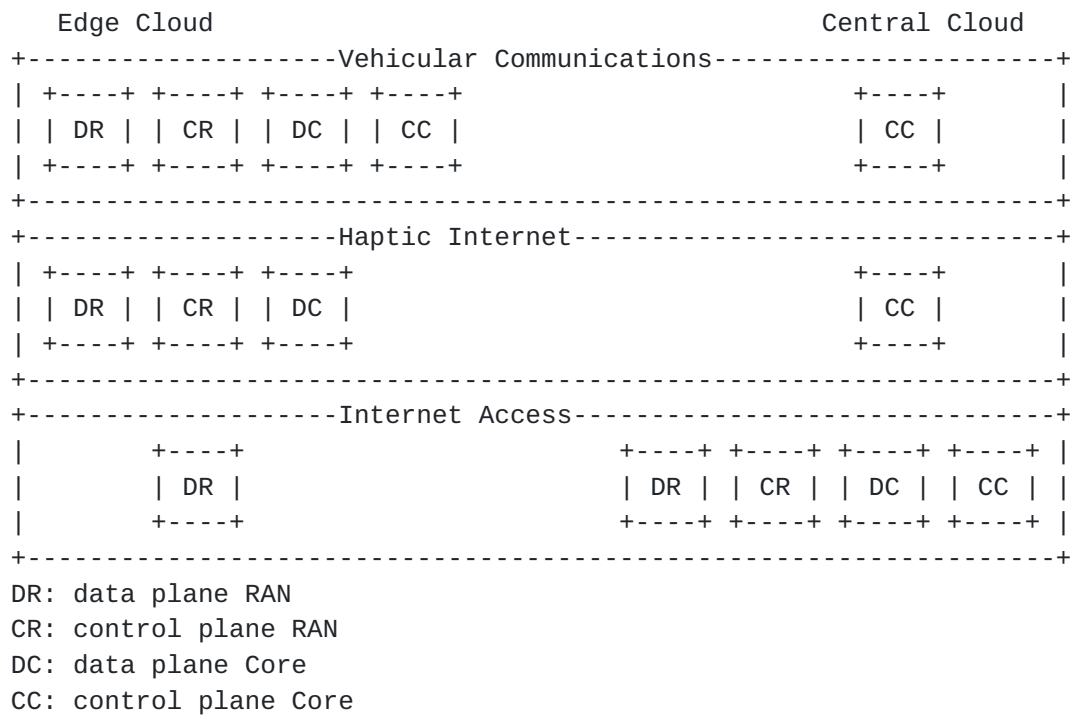 Edge Cloud                                       Central Cloud
+--------------------Vehicular Communications----------------------+
| +----+ +----+ +----+ +----+                         +----+       |
| | DR | | CR | | DC | | CC |                         | CC |       |
| +----+ +----+ +----+ +----+                         +----+       |
+------------------------------------------------------------------+
+--------------------Haptic Internet-------------------------------+
| +----+ +----+ +----+                                +----+       |
| | DR | | CR | | DC |                                | CC |       |
| +----+ +----+ +----+                                +----+       |
+------------------------------------------------------------------+
+--------------------Internet Access-------------------------------+
|        +----+                        +----+ +----+ +----+ +----+ |
|        | DR |                        | DR | | CR | | DC | | CC | |
|        +----+                        +----+ +----+ +----+ +----+ |
+------------------------------------------------------------------+
DR: data plane RAN
CR: control plane RAN
DC: data plane Core
CC: control plane Core